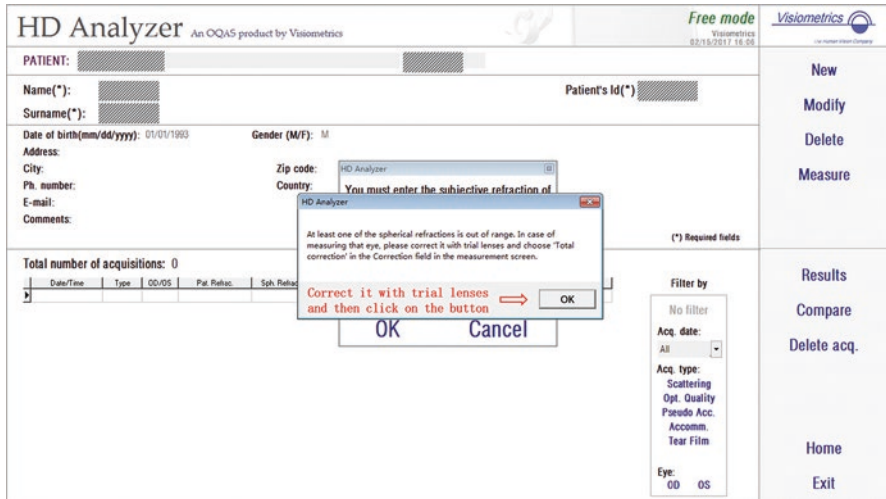 HD Analyzer An OQAS product by Visiometrics
Free mode
Visiometrics
02/15/2017 16:06
Visiometrics
PATIENT:
Name(*):
Patient's Id(*)
Surname(*):
Date of birth(mm/dd/yyyy): 01/01/1993 Gender (M/F): M
Address:
City: Zip code:
Ph. number: Country:
E-mail:
Comments:
(*) Required fields
HD Analyzer
You must enter the subjective refraction of
HD Analyzer
At least one of the spherical refractions is out of range. In case of
measuring that eye, please correct it with trial lenses and choose 'Total
correction' in the Correction field in the measurement screen.
Correct it with trial lenses
and then click on the button
OK
OK Cancel
Total number of acquisitions: 0
Date/Time Type OD/OS Pat. Refrac. Sph. Refrac
Filter by
No filter
Acq. date:
All
Acq. type:
Scattering
Opt. Quality
Pseudo Acc.
Accomm.
Tear Film
Eye:
OD OS
New
Modify
Delete
Measure
Results
Compare
Delete acq.
Home
Exit